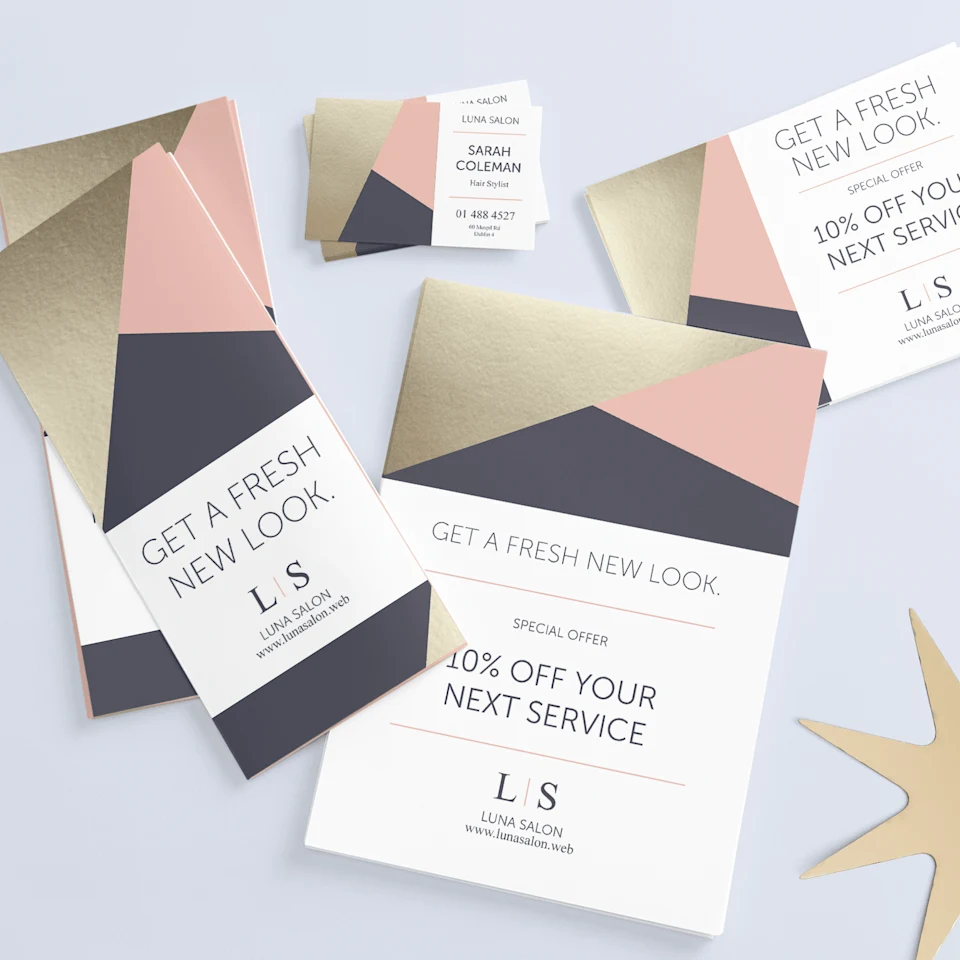 LUNA SALON
LUNA SALON
SARAH
COLEMAN
Hair Stylist
01 488 4527
Dublin 4
GET A FRESH
NEW LOOK.
SPECIAL OFFER
10% OFF YOUR
NEXT SERVIC
L | S
LUNA SALON
www.lunasalon.
GET A FRESH
NEW LOOK.
L | S
LUNA SALON
www.lunasalon.web
GET A FRESH NEW LOOK.
SPECIAL OFFER
10% OFF YOUR
NEXT SERVICE
L | S
LUNA SALON
www.lunasalon.web